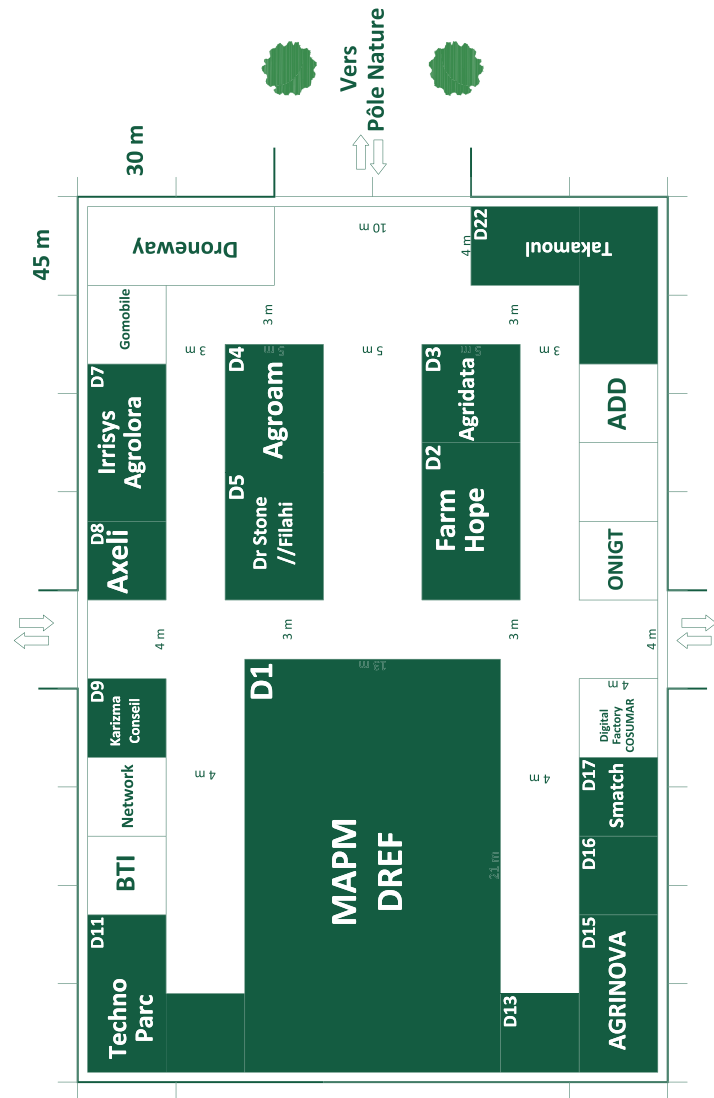 Vers
Pôle Nature
30 m
45 m
Droneway
10 m
4 m
D22
Takamoul
Gomobile
3 m
3 m
3 m
5 m
5 m
5 m
3 m
D7
Irrisys
Agrolora
D4
Agroam
D3
Agridata
ADD
D8
Axeli
D5
Dr Stone
//Filahi
D2
Farm
Hope
ONIGT
4 m
3 m
3 m
4 m
D9
Karizma
Conseil
D1
13 m
4 m
Digital
Factory
COSUMAR
Network
4 m
4 m
D17
Smatch
BTI
MAPM
DREF
21 m
D16
D11
Techno
Parc
D13
D15
AGRINOVA